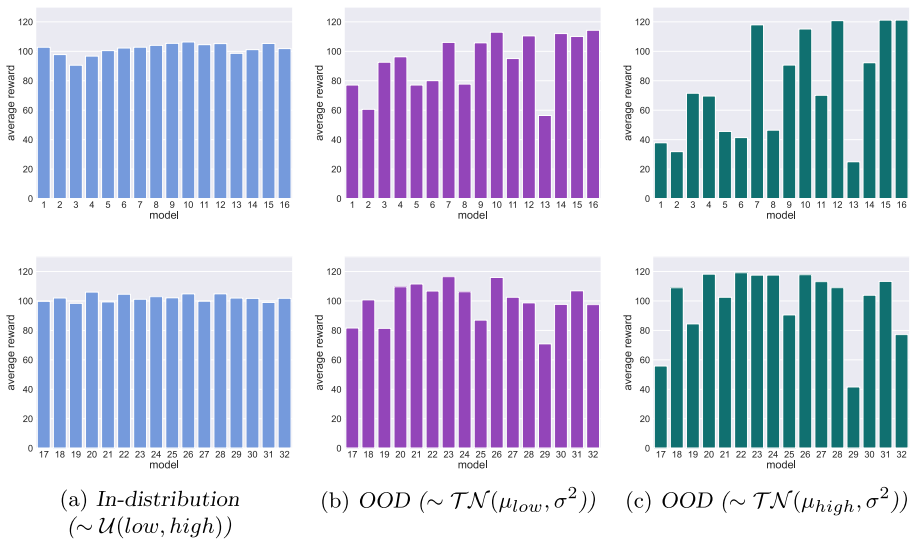 120
100
80
60
40
20
0
average reward
1 2 3 4 5 6 7 8 9 10 11 12 13 14 15 16
model
120
100
80
60
40
20
0
average reward
1 2 3 4 5 6 7 8 9 10 11 12 13 14 15 16
model
120
100
80
60
40
20
0
average reward
1 2 3 4 5 6 7 8 9 10 11 12 13 14 15 16
model
120
100
80
60
40
20
0
average reward
17 18 19 20 21 22 23 24 25 26 27 28 29 30 31 32
model
120
100
80
60
40
20
0
average reward
17 18 19 20 21 22 23 24 25 26 27 28 29 30 31 32
model
120
100
80
60
40
20
0
average reward
17 18 19 20 21 22 23 24 25 26 27 28 29 30 31 32
model
(a) In-distribution
(∼ 𝒰(low, high))
(b) OOD (∼ 𝒯𝒩(μ_low, σ²))
(c) OOD (∼ 𝒯𝒩(μ_high, σ²))